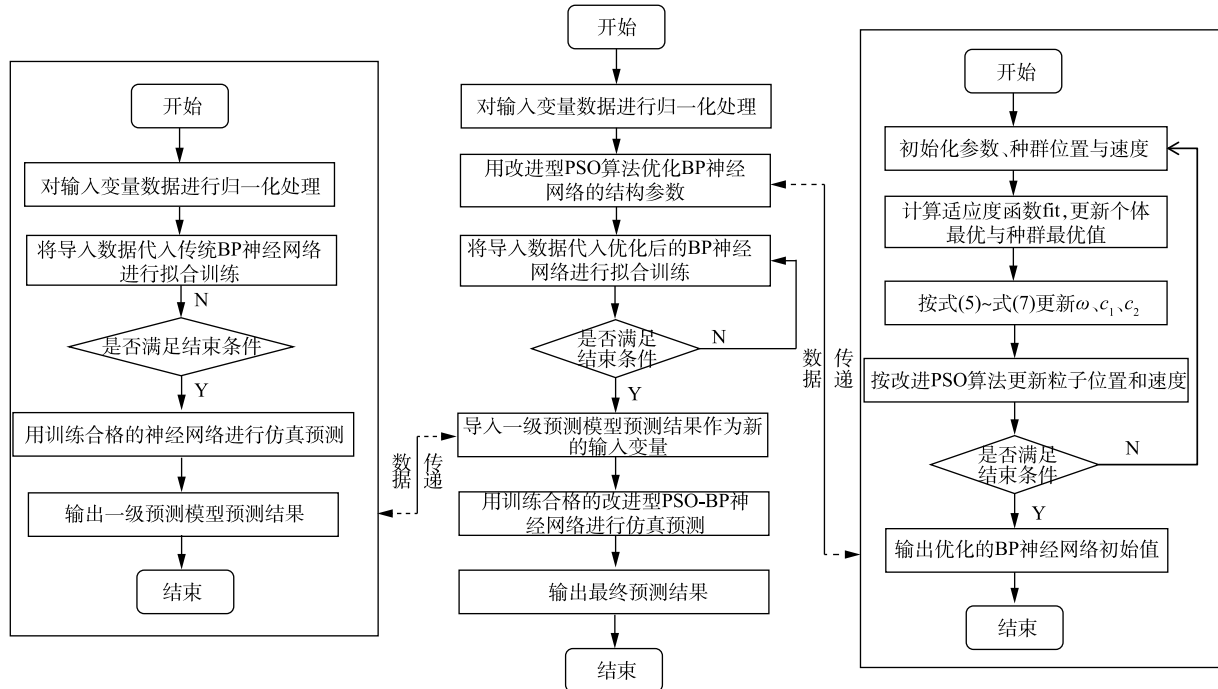 开始
对输入变量数据进行归一化处理
将导入数据代入传统BP神经网络
进行拟合训练
N
是否满足结束条件
Y
用训练合格的神经网络进行仿真预测
输出一级预测模型预测结果
结束
数据
传递
开始
对输入变量数据进行归一化处理
用改进型PSO算法优化BP神经
网络的结构参数
将导入数据代入优化后的BP神经
网络进行拟合训练
是否满足
结束条件
N
Y
导入一级预测模型预测结果作为新
的输入变量
用训练合格的改进型PSO-BP神
经网络进行仿真预测
输出最终预测结果
结束
数据
传递
开始
初始化参数、种群位置与速度
计算适应度函数fit,更新个体
最优与种群最优值
按式(5)~式(7)更新ω、c₁、c₂
按改进PSO算法更新粒子位置和速度
是否满足
结束条件
N
Y
输出优化的BP神经网络初始值
结束